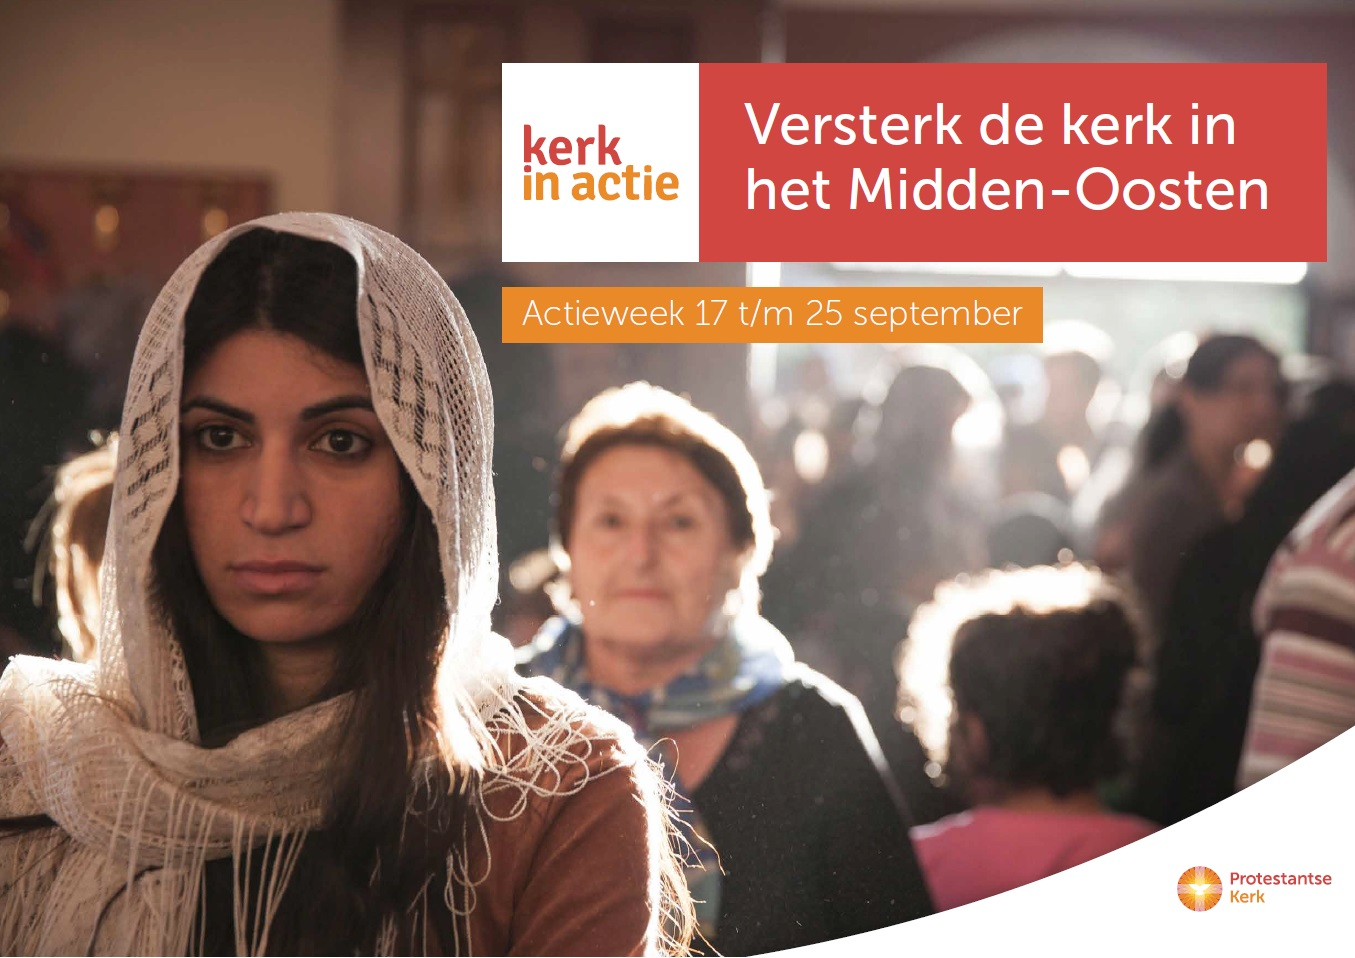 kerk
in actie
Versterk de kerk in
het Midden-Oosten
Actieweek 17 t/m 25 september
Protestantse
Kerk